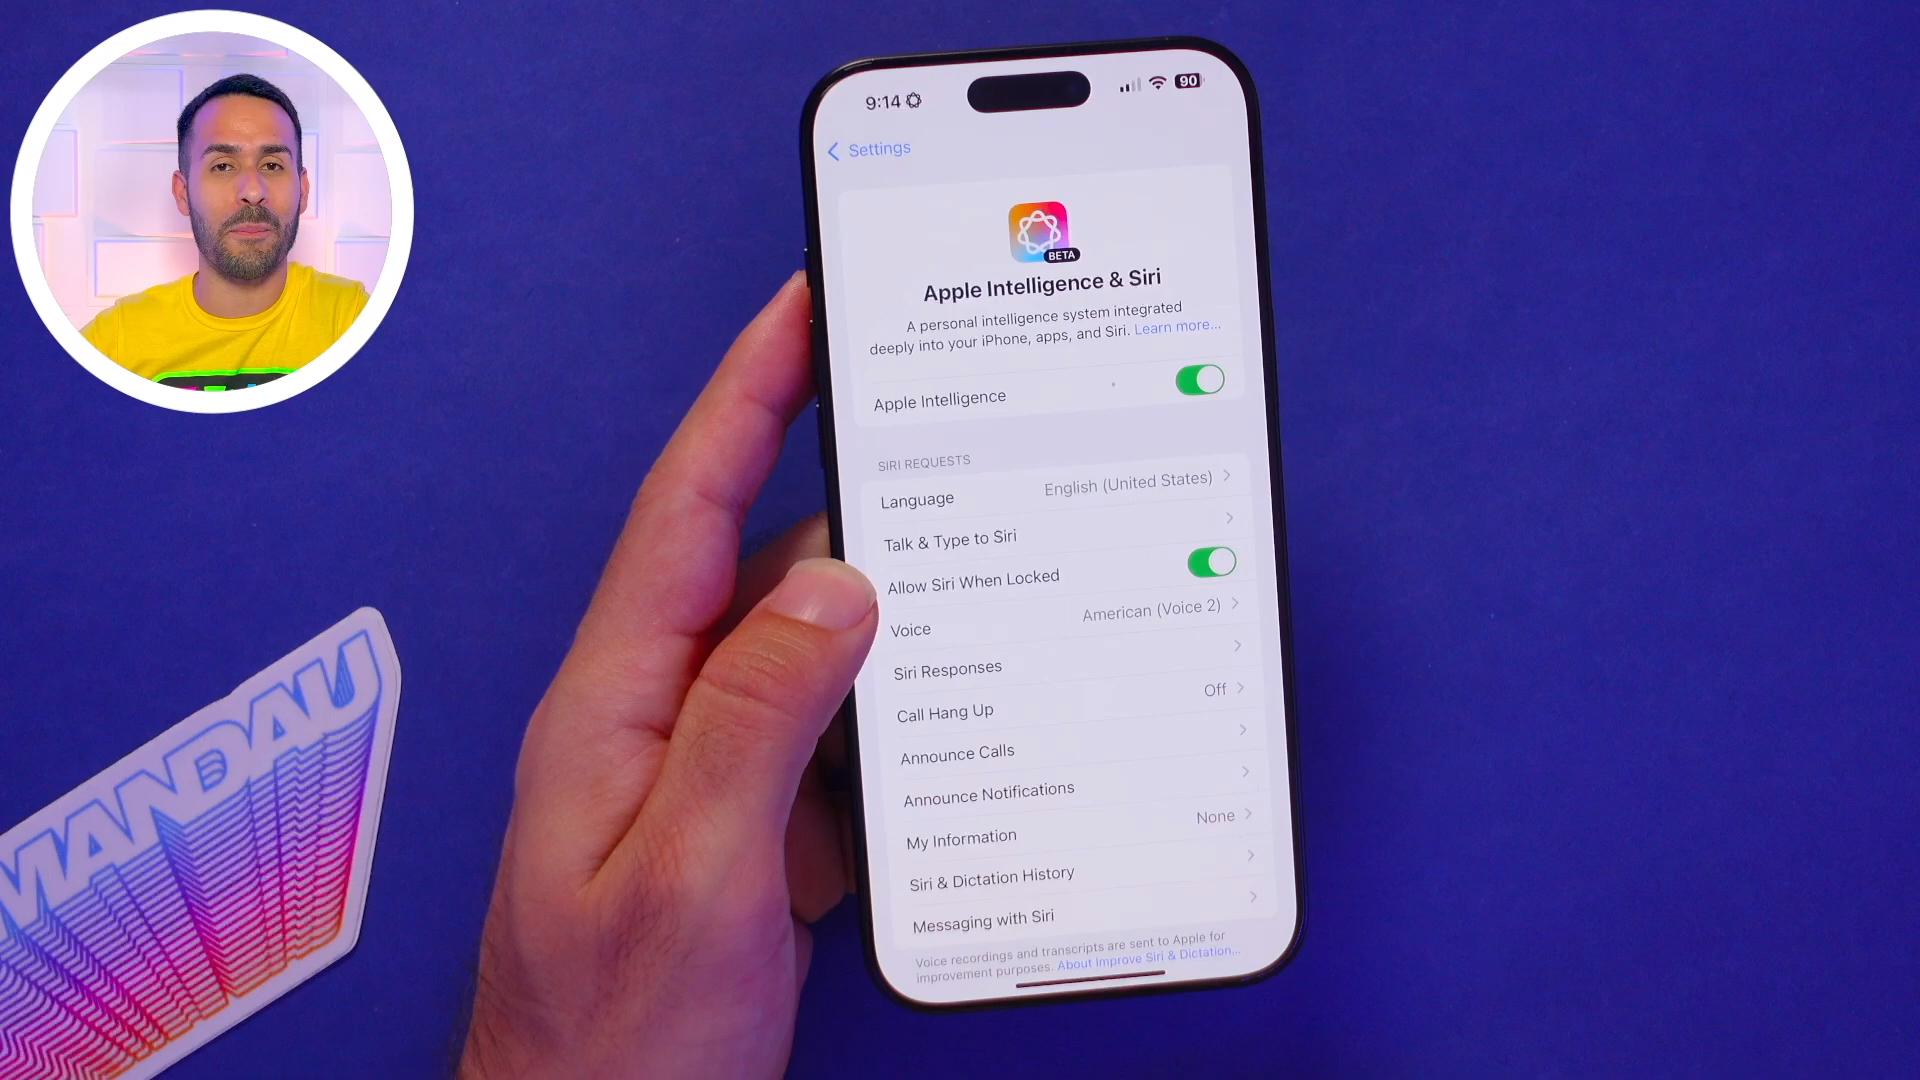 9:14
90
Settings
BETA
Apple Intelligence & Siri
A personal intelligence system integrated
deeply into your iPhone, apps, and Siri. Learn more...
Apple Intelligence
SIRI REQUESTS
Language English (United States)
Talk & Type to Siri
Allow Siri When Locked
Voice American (Voice 2)
Siri Responses
Call Hang Up Off
Announce Calls
Announce Notifications
My Information None
Siri & Dictation History
Messaging with Siri
Voice recordings and transcripts are sent to Apple for
improvement purposes. About Improve Siri & Dictation...
MANDAU